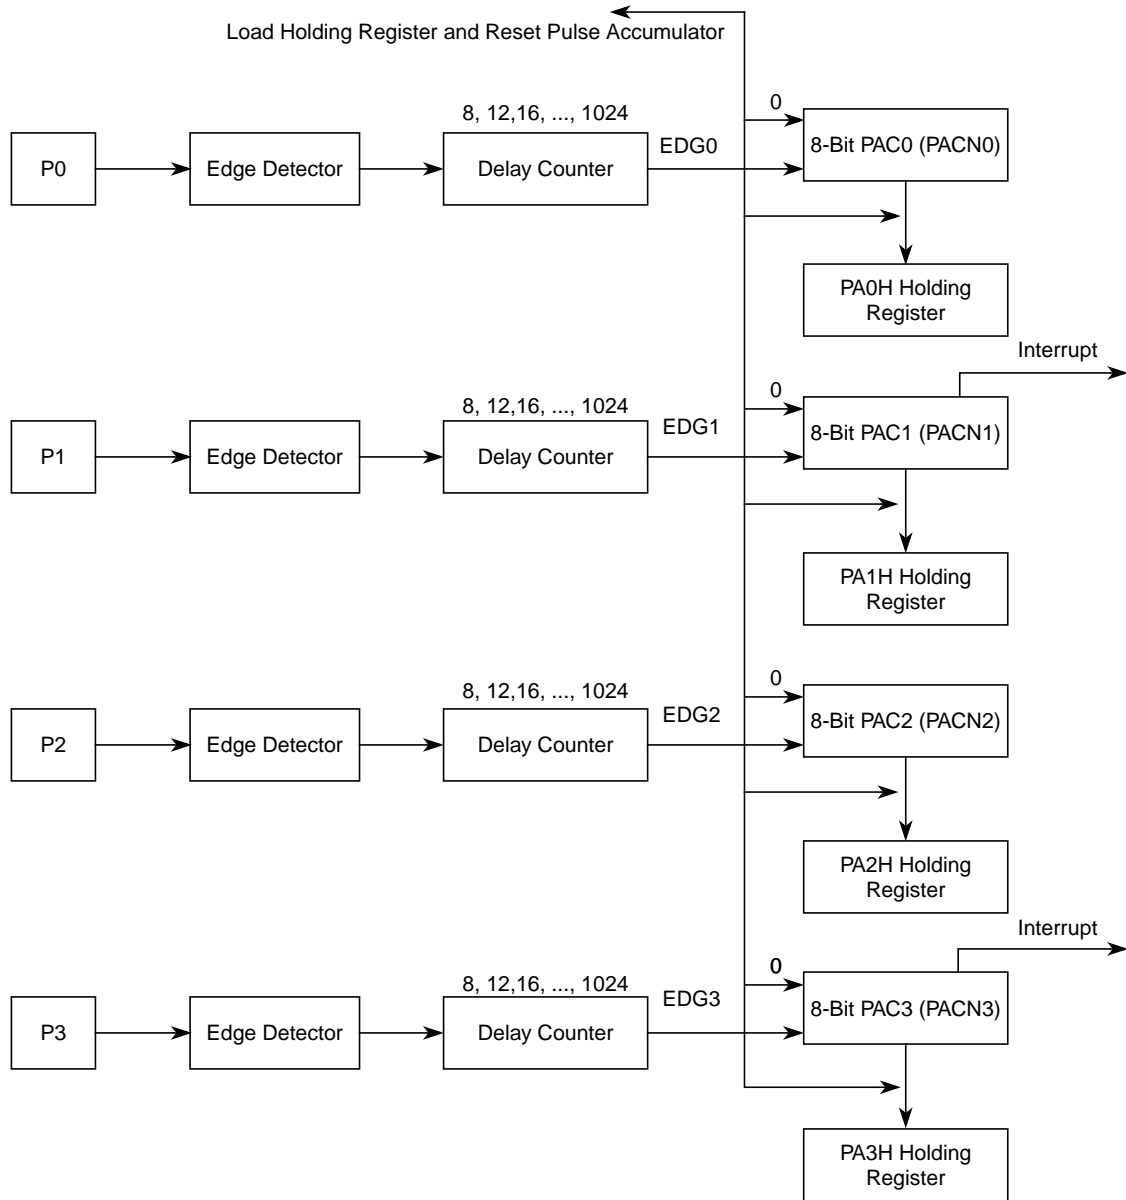 Load Holding Register and Reset Pulse Accumulator
8, 12,16, ..., 1024
0
P0
Edge Detector
Delay Counter
EDG0
8-Bit PAC0 (PACN0)
PA0H Holding
Register
Interrupt
8, 12,16, ..., 1024
0
P1
Edge Detector
Delay Counter
EDG1
8-Bit PAC1 (PACN1)
PA1H Holding
Register
8, 12,16, ..., 1024
0
P2
Edge Detector
Delay Counter
EDG2
8-Bit PAC2 (PACN2)
PA2H Holding
Register
Interrupt
8, 12,16, ..., 1024
0
P3
Edge Detector
Delay Counter
EDG3
8-Bit PAC3 (PACN3)
PA3H Holding
Register